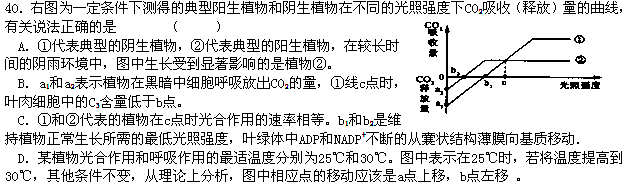 40. 右图为一定条件下测得的典型阳生植物和阴生植物在不同的光照强度下CO₂吸收(释放)量的曲线,
有关说法正确的是 ( )
A. ①代表典型的阴生植物,②代表典型的阳生植物,在较长时
间的阴雨环境中,图中生长受到显著影响的是植物②。
B. a₁和a₂表示植物在黑暗中细胞呼吸放出CO₂的量,①线c点时,
叶肉细胞中的C₃含量低于b点。
C. ①和②代表的植物在c点时光合作用的速率相等。b₁和b₂是维
持植物正常生长所需的最低光照强度,叶绿体中ADP和NADP⁺不断的从囊状结构薄膜向基质移动.
D. 某植物光合作用和呼吸作用的最适温度分别为25℃和30℃。图中表示在25℃时,若将温度提高到
30℃,其他条件不变,从理论上分析,图中相应点的移动应该是a点上移,b点左移 。
CO₂
吸收量
CO₂
释放量
a₂
a₁
b₂
b₁
c
①
②
光照强度